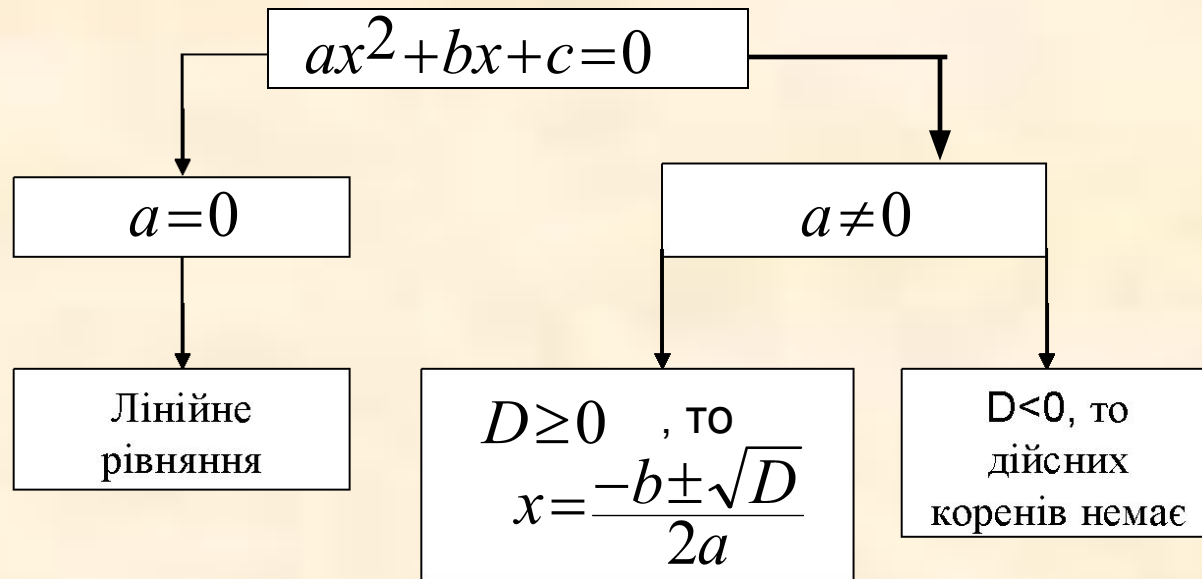 ax²+bx+c=0
a=0
a≠0
Лінійне
рівняння
D≥0 , то
x=(-b±√D)/(2a)
D<0, то
дійсних
коренів немає